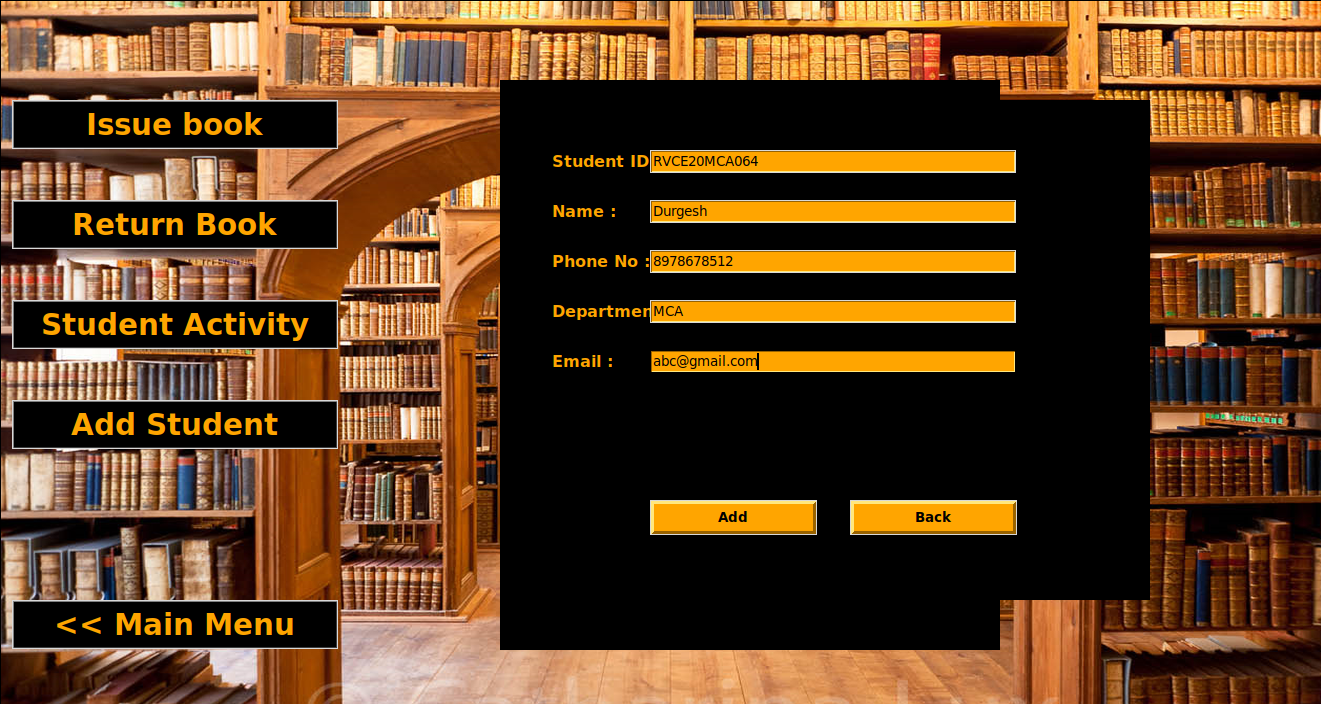 Issue book
Return Book
Student Activity
Add Student
<< Main Menu
Student ID
RVCE20MCA064
Name :
Durgesh
Phone No :
8978678512
Departmen
MCA
Email :
abc@gmail.com
Add
Back